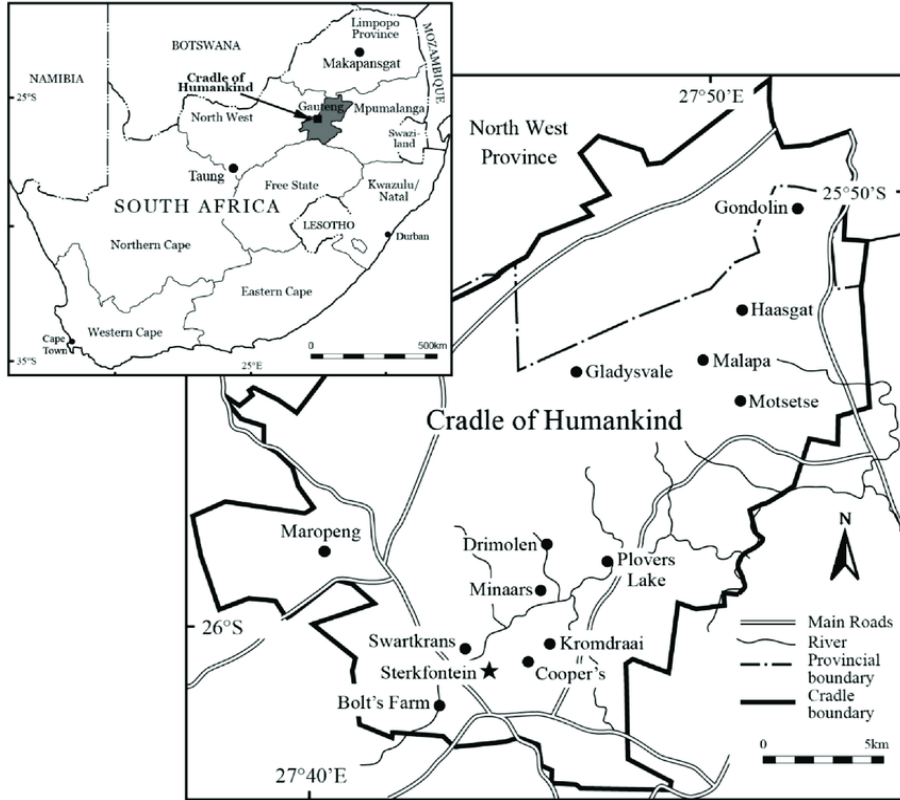 Limpopo
Province
Makapansgat
BOTSWANA
MOZAMBIQUE
NAMIBIA
Cradle of
Humankind
25°S
Gauteng
Mpumalanga
North West
Swazi-
land
Taung
Free State
Kwazulu/
Natal
SOUTH AFRICA
LESOTHO
Durban
Northern Cape
Eastern Cape
Western Cape
Cape
Town
0
500km
35°S
25°E
27°50'E
North West
Province
25°50'S
Gondolin
Haasgat
Malapa
Gladysvale
Motsetse
Cradle of Humankind
Maropeng
Drimolen
Plovers
Lake
Minaars
N
26°S
Swartkrans
Kromdraai
Sterkfontein
Cooper's
Bolt's Farm
Main Roads
River
Provincial
boundary
Cradle
boundary
0
5km
27°40'E